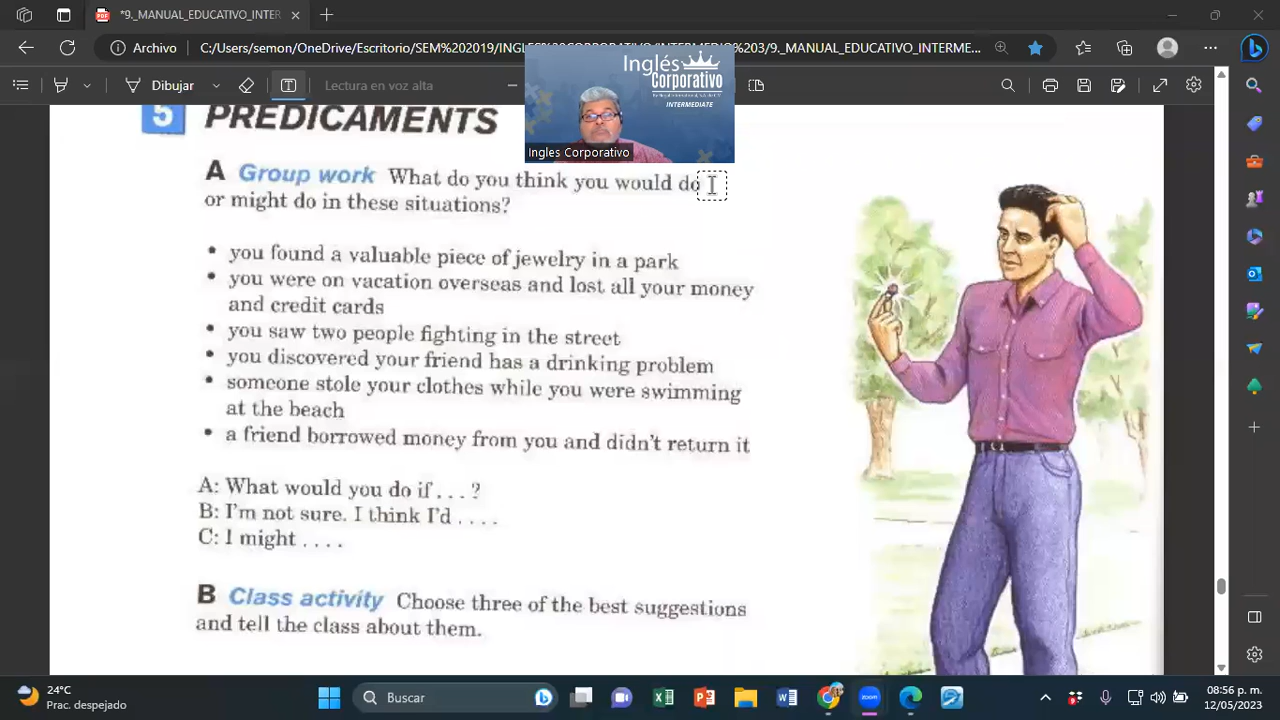 *9._MANUAL_EDUCATIVO_INTERME
Archivo
C:/Users/semon/OneDrive/Escritorio/SEM%202019/INGLES%20CORPORATIVO
9._MANUAL_EDUCATIVO_INTERME...
Dibujar
Lectura en voz alta
Inglés
Corporativo
INTERMEDIATE
Ingles Corporativo
5 PREDICAMENTS
A Group work What do you think you would do
or might do in these situations?
• you found a valuable piece of jewelry in a park
• you were on vacation overseas and lost all your money
and credit cards
• you saw two people fighting in the street
• you discovered your friend has a drinking problem
• someone stole your clothes while you were swimming
at the beach
• a friend borrowed money from you and didn't return it
A: What would you do if . . . ?
B: I'm not sure. I think I'd . . . .
C: I might . . . .
B Class activity Choose three of the best suggestions
and tell the class about them.
24°C
Prac. despejado
Buscar
zoom
08:56 p. m.
12/05/2023